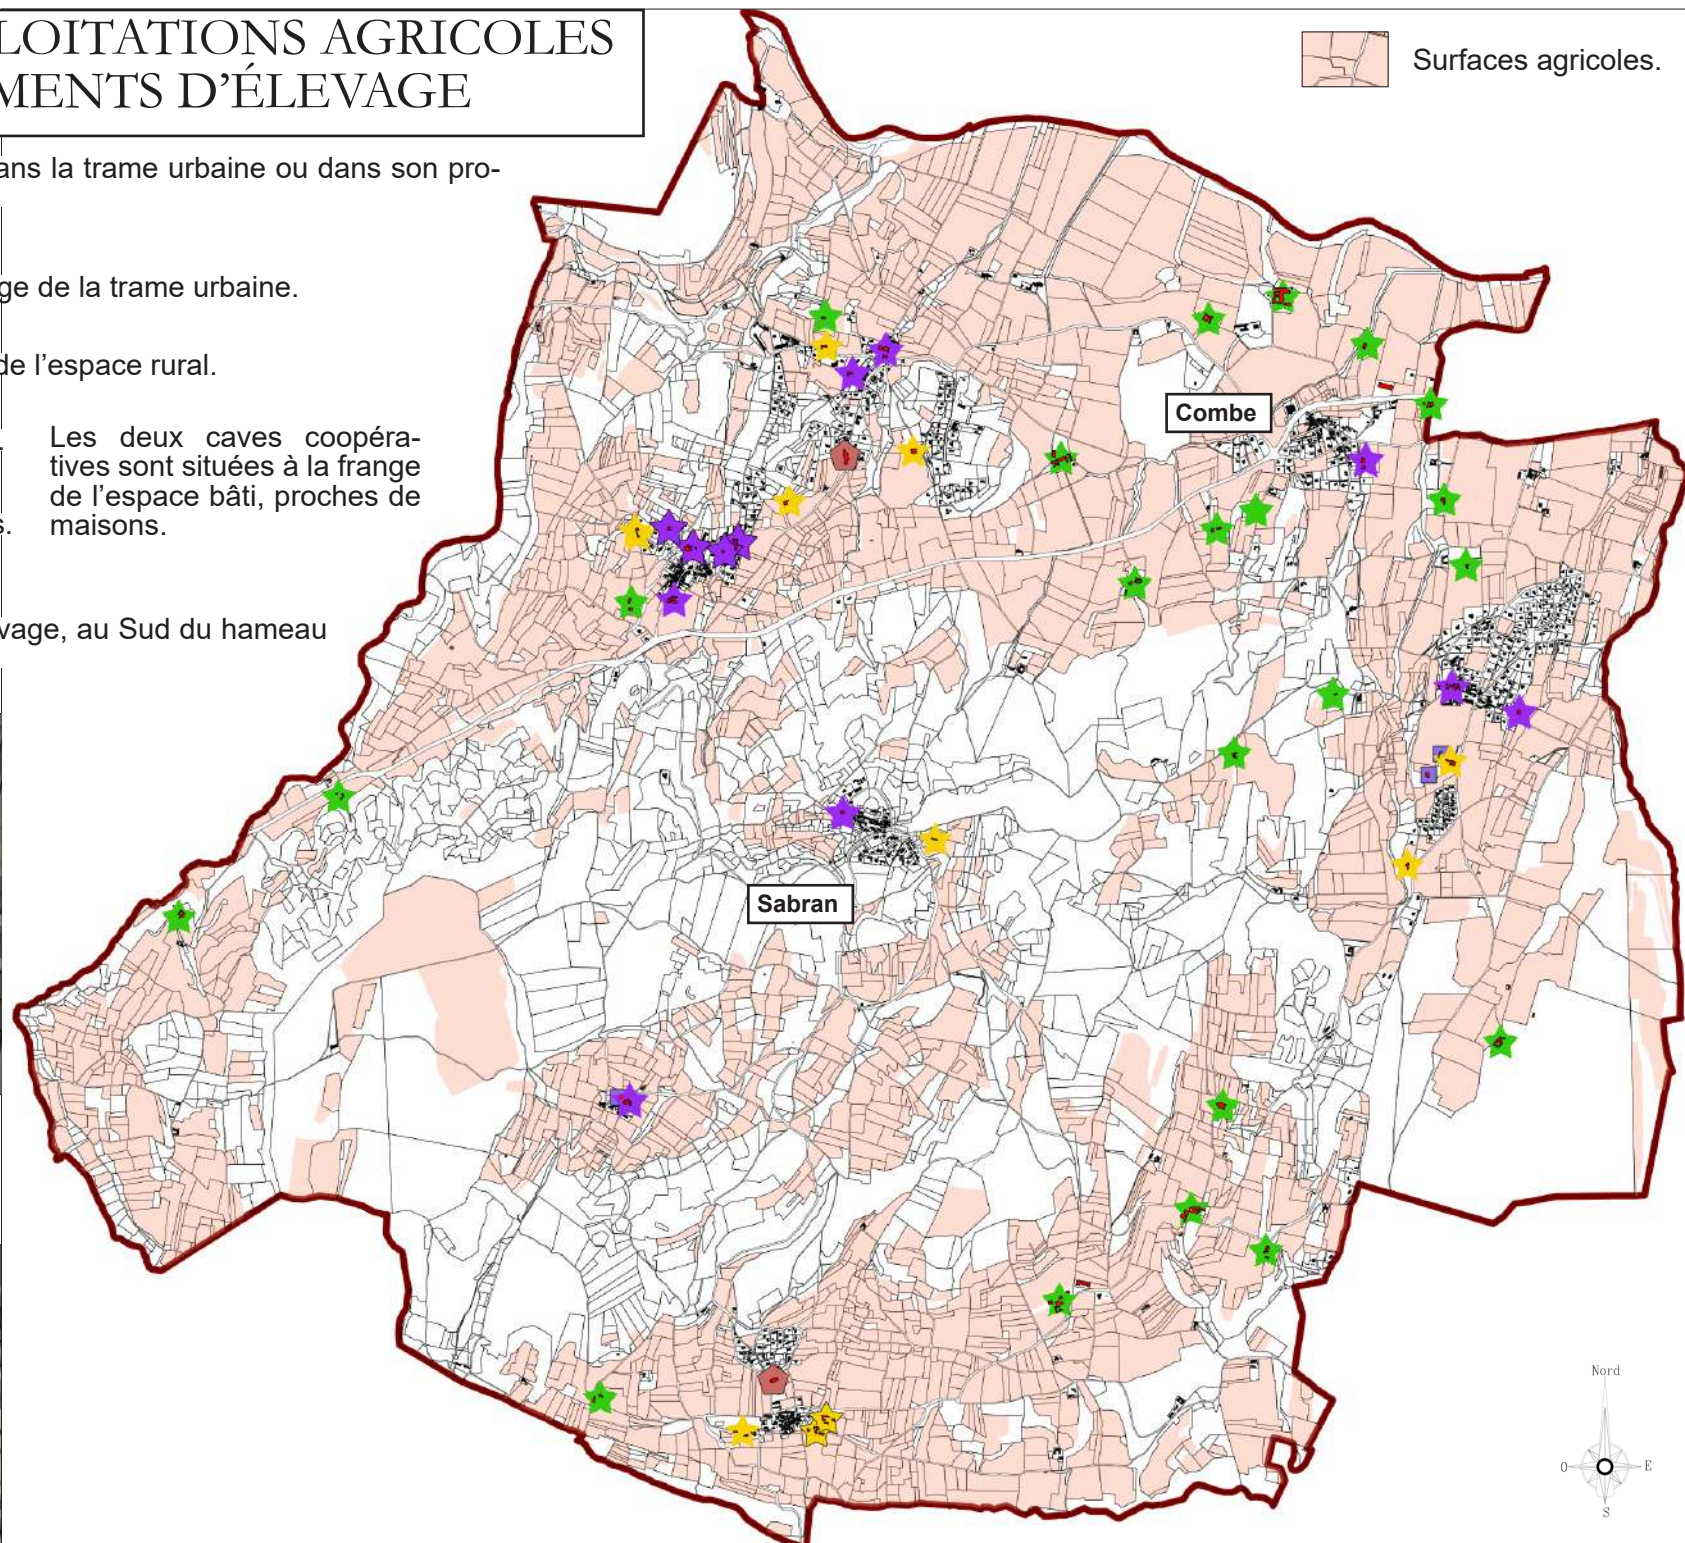 LOITATIONS AGRICOLES
MENTS D'ÉLEVAGE
Surfaces agricoles.
ans la trame urbaine ou dans son pro-
ge de la trame urbaine.
de l'espace rural.
Les deux caves coopéra-
tives sont situées à la frange
de l'espace bâti, proches de
s. maisons.
vage, au Sud du hameau
Combe
Sabran
Nord
O E
S